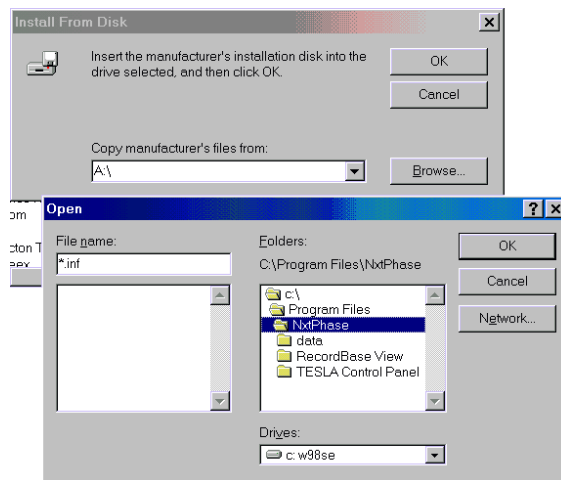 Install From Disk
Insert the manufacturer's installation disk into the
drive selected, and then click OK.
OK
Cancel
Copy manufacturer's files from:
A:\
Browse...
om
cton T
Open
File name:
*.inf
Folders:
C:\Program Files\NxtPhase
OK
Cancel
Network...
c:\
Program Files
NxtPhase
data
RecordBase View
TESLA Control Panel
Drives:
c: w98se